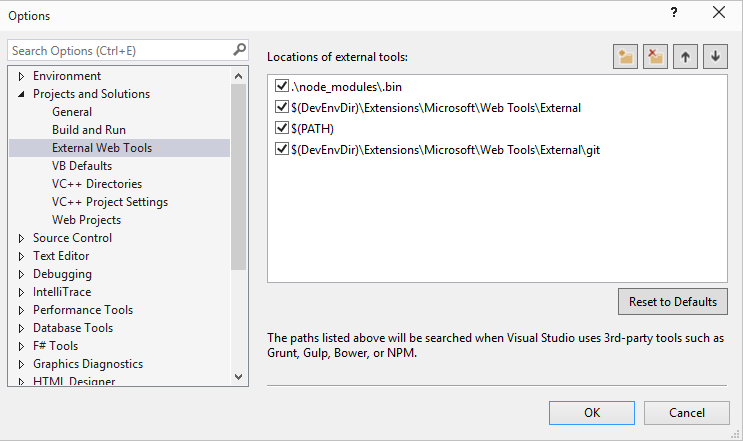 Options
?
Search Options (Ctrl+E)
Environment
Projects and Solutions
General
Build and Run
External Web Tools
VB Defaults
VC++ Directories
VC++ Project Settings
Web Projects
Source Control
Text Editor
Debugging
IntelliTrace
Performance Tools
Database Tools
F# Tools
Graphics Diagnostics
HTML Designer
Locations of external tools:
.\node_modules\.bin
$(DevEnvDir)\Extensions\Microsoft\Web Tools\External
$(PATH)
$(DevEnvDir)\Extensions\Microsoft\Web Tools\External\git
Reset to Defaults
The paths listed above will be searched when Visual Studio uses 3rd-party tools such as
Grunt, Gulp, Bower, or NPM.
OK
Cancel